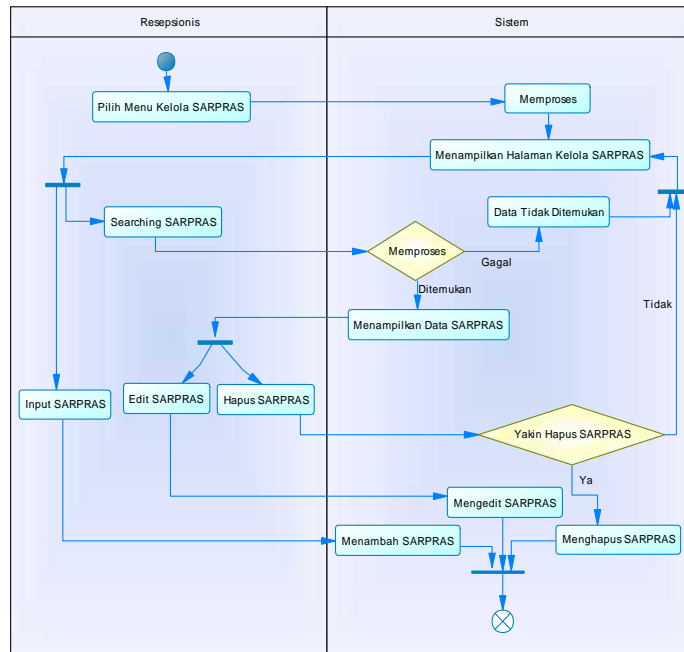 Resepsionis
Sistem
Pilih Menu Kelola SARPRAS
Memproses
Menampilkan Halaman Kelola SARPRAS
Searching SARPRAS
Data Tidak Ditemukan
Memproses
Gagal
Ditemukan
Tidak
Menampilkan Data SARPRAS
Input SARPRAS
Edit SARPRAS
Hapus SARPRAS
Yakin Hapus SARPRAS
Ya
Mengedit SARPRAS
Menambah SARPRAS
Menghapus SARPRAS